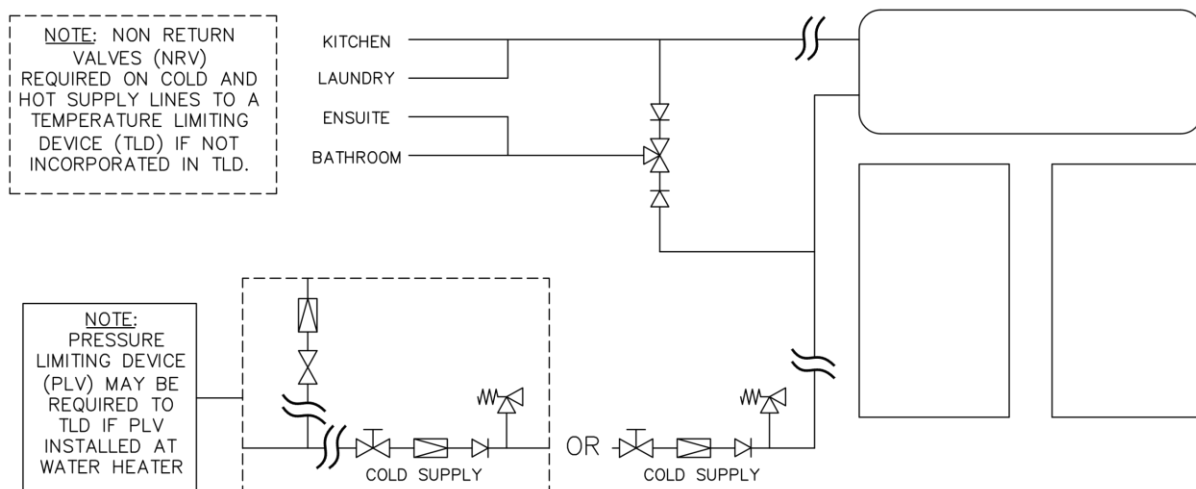 NOTE: NON RETURN
VALVES (NRV)
REQUIRED ON COLD AND
HOT SUPPLY LINES TO A
TEMPERATURE LIMITING
DEVICE (TLD) IF NOT
INCORPORATED IN TLD.
KITCHEN
LAUNDRY
ENSUITE
BATHROOM
NOTE:
PRESSURE
LIMITING DEVICE
(PLV) MAY BE
REQUIRED TO
TLD IF PLV
INSTALLED AT
WATER HEATER
COLD SUPPLY
OR
COLD SUPPLY